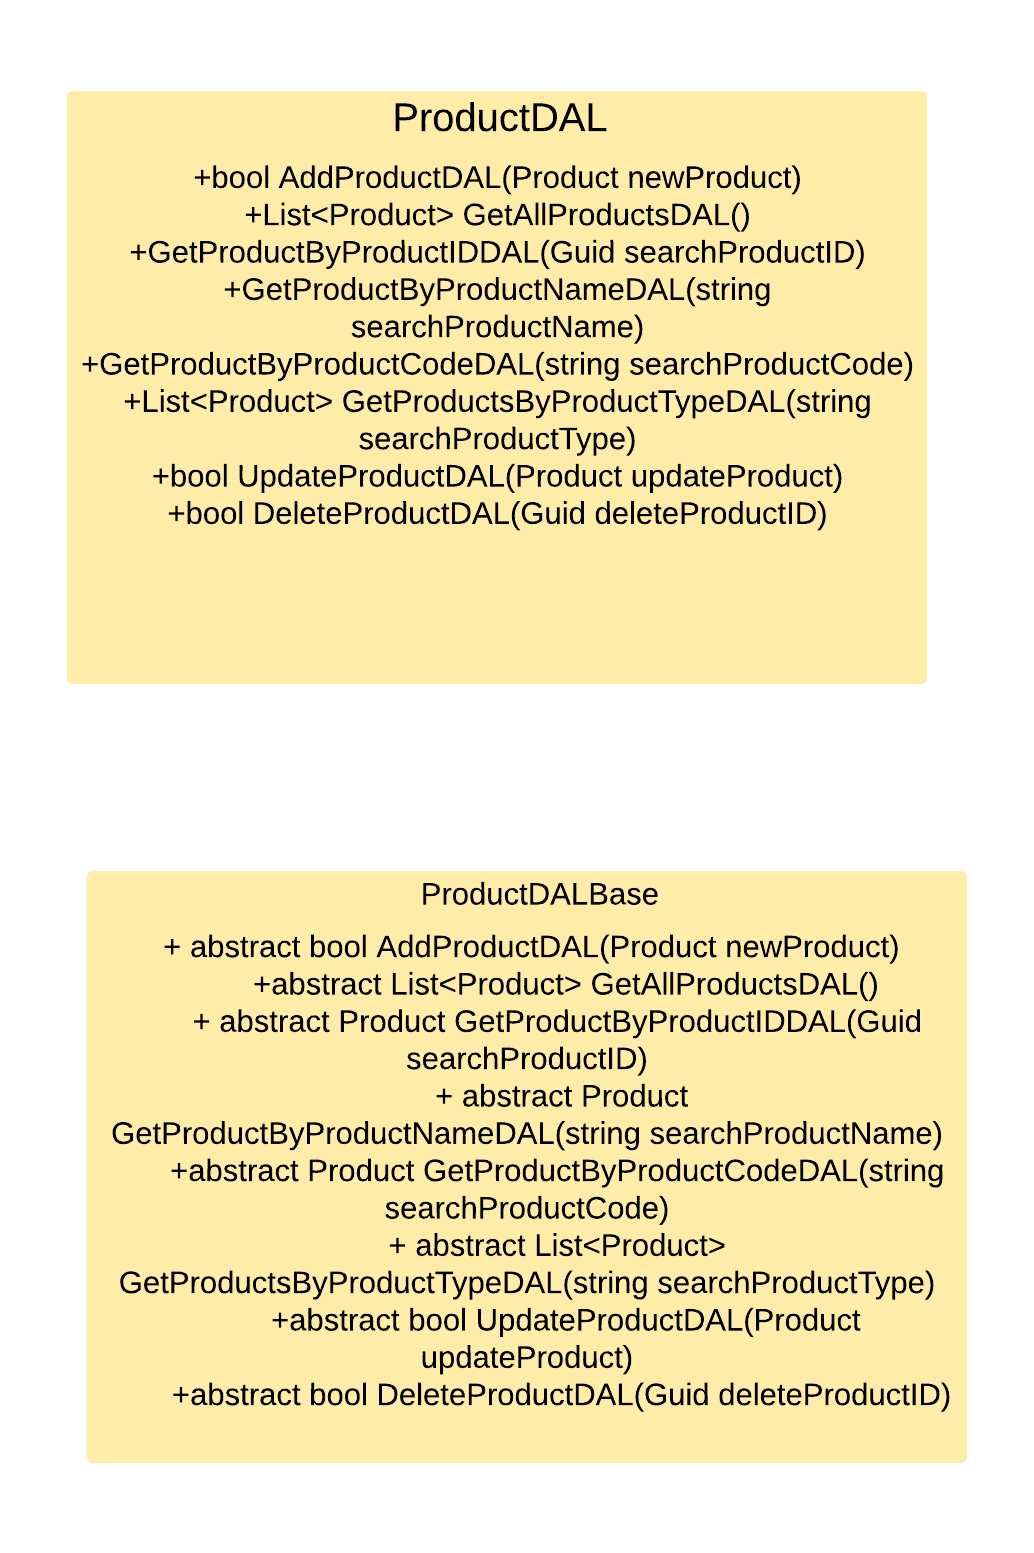 ProductDAL
+bool AddProductDAL(Product newProduct)
+List<Product> GetAllProductsDAL()
+GetProductByProductIDDAL(Guid searchProductID)
+GetProductByProductNameDAL(string
searchProductName)
+GetProductByProductCodeDAL(string searchProductCode)
+List<Product> GetProductsByProductTypeDAL(string
searchProductType)
+bool UpdateProductDAL(Product updateProduct)
+bool DeleteProductDAL(Guid deleteProductID)
ProductDALBase
+ abstract bool AddProductDAL(Product newProduct)
+abstract List<Product> GetAllProductsDAL()
+ abstract Product GetProductByProductIDDAL(Guid
searchProductID)
+ abstract Product
GetProductByProductNameDAL(string searchProductName)
+abstract Product GetProductByProductCodeDAL(string
searchProductCode)
+ abstract List<Product>
GetProductsByProductTypeDAL(string searchProductType)
+abstract bool UpdateProductDAL(Product
updateProduct)
+abstract bool DeleteProductDAL(Guid deleteProductID)